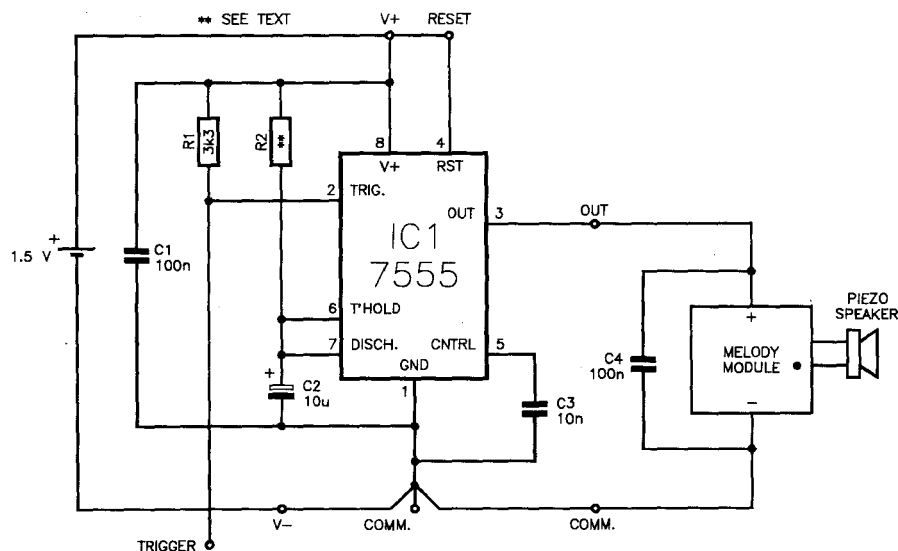 ** SEE TEXT
V+
RESET
R1
3k3
R2
**
8
4
V+
RST
2
TRIG.
OUT
3
OUT
IC1
7555
+
1.5 V
C1
100n
6
T'HOLD
7
DISCH.
CNTRL
5
GND
1
+
C2
10u
C3
10n
C4
100n
+
MELODY
MODULE
−
PIEZO
SPEAKER
V−
COMM.
COMM.
TRIGGER